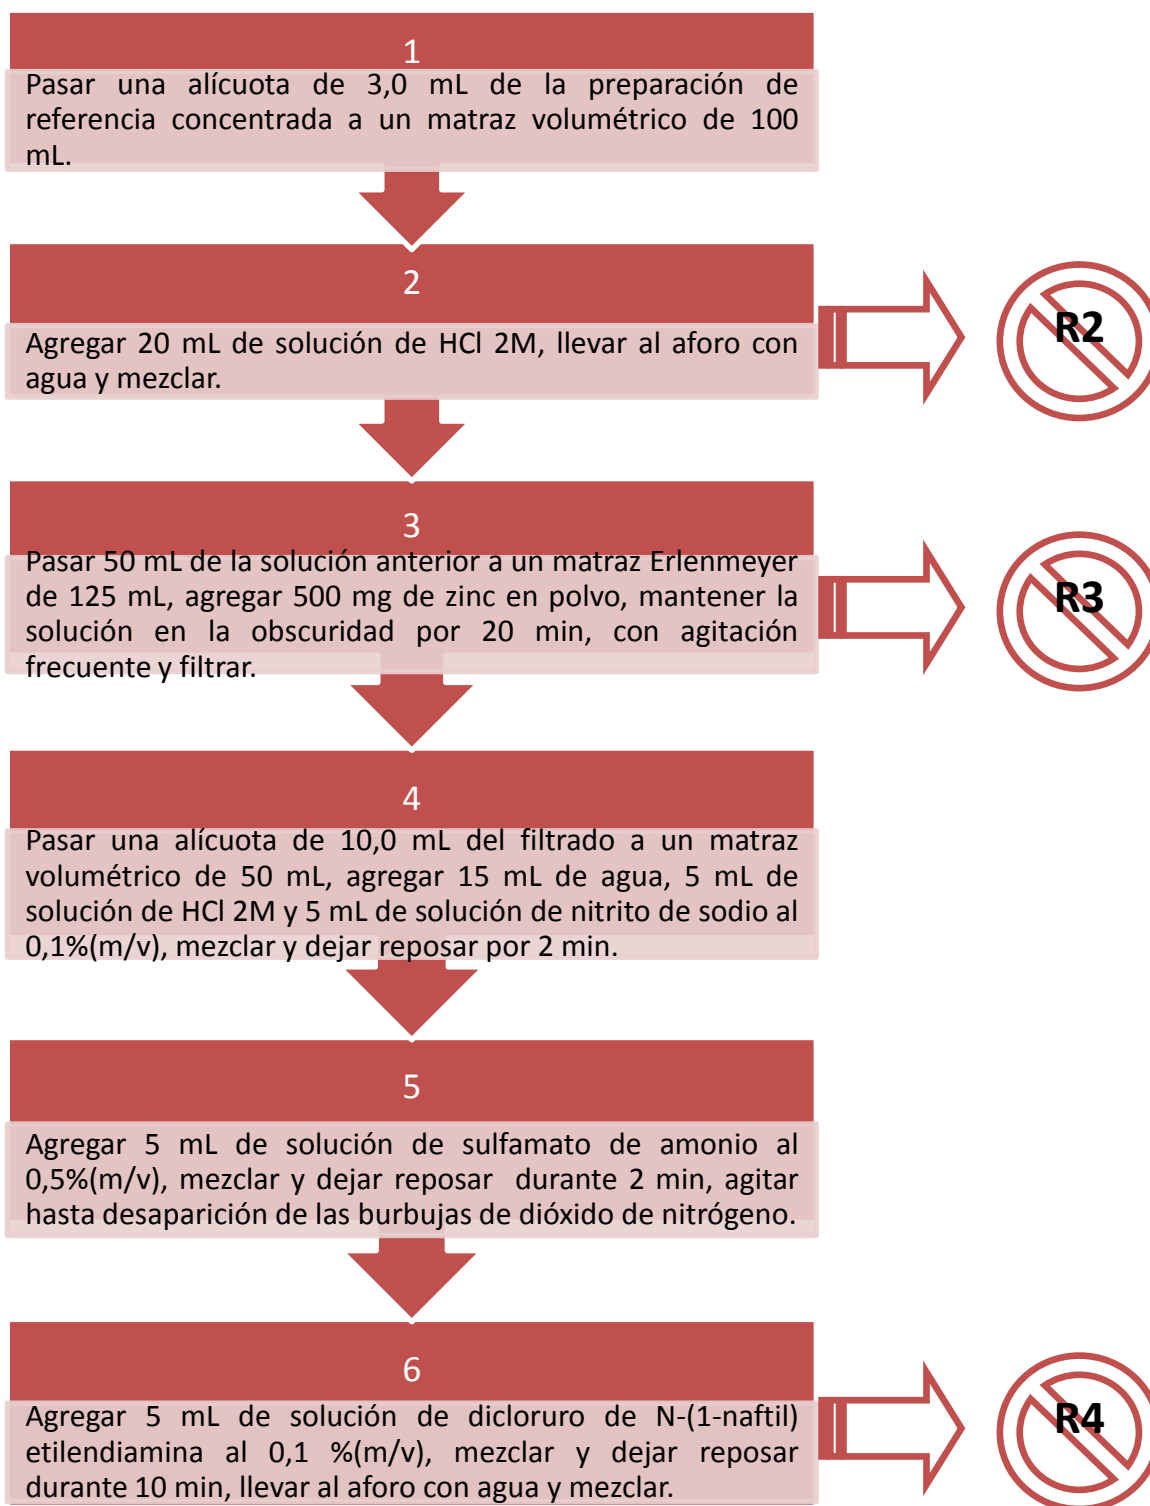 1
Pasar una alícuota de 3,0 mL de la preparación de
referencia concentrada a un matraz volumétrico de 100
mL.
2
Agregar 20 mL de solución de HCl 2M, llevar al aforo con
agua y mezclar.
R2
3
Pasar 50 mL de la solución anterior a un matraz Erlenmeyer
de 125 mL, agregar 500 mg de zinc en polvo, mantener la
solución en la obscuridad por 20 min, con agitación
frecuente y filtrar.
R3
4
Pasar una alícuota de 10,0 mL del filtrado a un matraz
volumétrico de 50 mL, agregar 15 mL de agua, 5 mL de
solución de HCl 2M y 5 mL de solución de nitrito de sodio al
0,1%(m/v), mezclar y dejar reposar por 2 min.
5
Agregar 5 mL de solución de sulfamato de amonio al
0,5%(m/v), mezclar y dejar reposar durante 2 min, agitar
hasta desaparición de las burbujas de dióxido de nitrógeno.
6
Agregar 5 mL de solución de dicloruro de N-(1-naftil)
etilendiamina al 0,1 %(m/v), mezclar y dejar reposar
durante 10 min, llevar al aforo con agua y mezclar.
R4